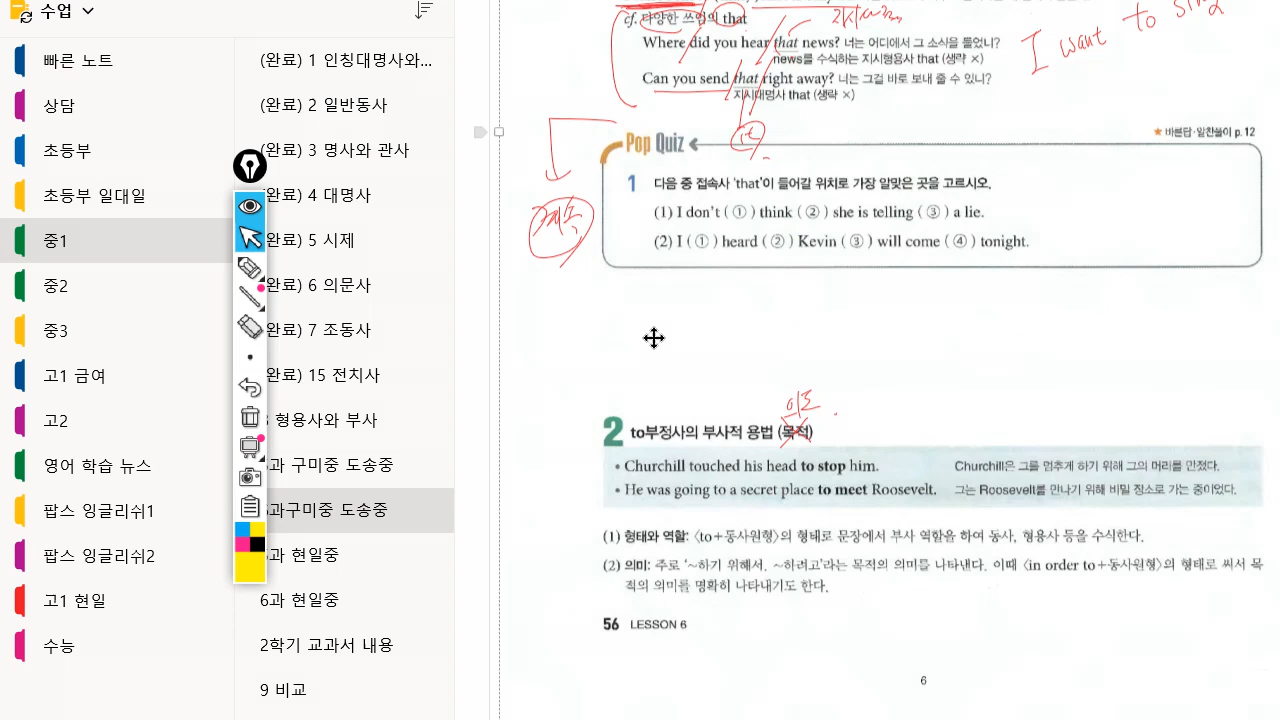 수업
빠른 노트
상담
초등부
초등부 일대일
중1
중2
중3
고1 급여
고2
영어 학습 뉴스
팝스 잉글리쉬1
팝스 잉글리쉬2
고1 현일
수능
(완료) 1 인칭대명사와...
(완료) 2 일반동사
(완료) 3 명사와 관사
(완료) 4 대명사
완료) 5 시제
완료) 6 의문사
완료) 7 조동사
완료) 15 전치사
형용사와 부사
과 구미중 도송중
과구미중 도송중
과 현일중
6과 현일중
2학기 교과서 내용
9 비교
cf. 다양한 쓰임의 that
Where did you hear that news? 너는 어디에서 그 소식을 들었니?
news를 수식하는 지시형용사 that (생략 ×)
Can you send that right away? 너는 그걸 바로 보내 줄 수 있니?
지시대명사 that (생략 ×)
I want to sing
it
Pop Quiz
★ 바른답·알찬풀이 p.12
1 다음 중 접속사 'that'이 들어갈 위치로 가장 알맞은 곳을 고르시오.
(1) I don't ( ① ) think ( ② ) she is telling ( ③ ) a lie.
(2) I ( ① ) heard ( ② ) Kevin ( ③ ) will come ( ④ ) tonight.
2 to부정사의 부사적 용법 (목적)
• Churchill touched his head to stop him. Churchill은 그를 멈추게 하기 위해 그의 머리를 만졌다.
• He was going to a secret place to meet Roosevelt. 그는 Roosevelt를 만나기 위해 비밀 장소로 가는 중이었다.
(1) 형태와 역할: 〈to+동사원형〉의 형태로 문장에서 부사 역할을 하여 동사, 형용사 등을 수식한다.
(2) 의미: 주로 '~하기 위해서, ~하려고'라는 목적의 의미를 나타낸다. 이때 〈in order to+동사원형〉의 형태로 써서 목
적의 의미를 명확히 나타내기도 한다.
56 LESSON 6
6